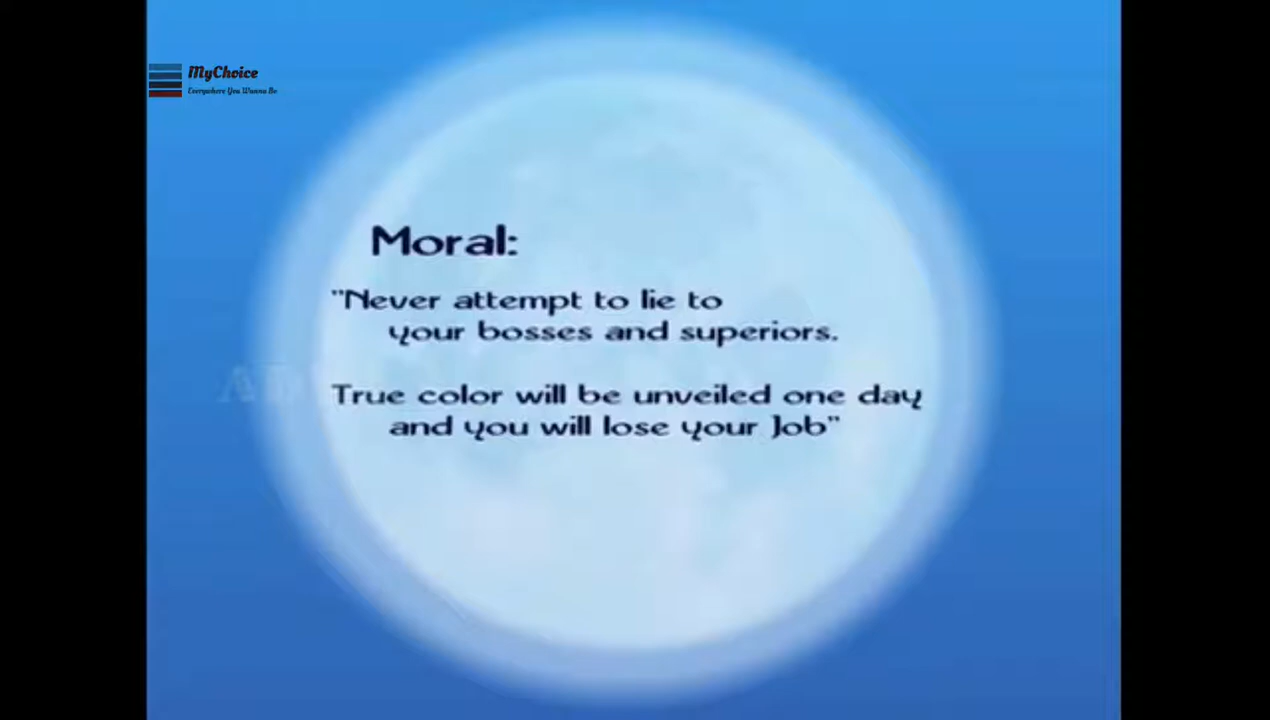 MyChoice
Everywhere You Wanna Be
Moral:
"Never attempt to lie to
your bosses and superiors.
True color will be unveiled one day
and you will lose your Job"